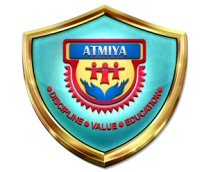 ATMIYA
• DISCIPLINE • VALUE • EDUCATION •